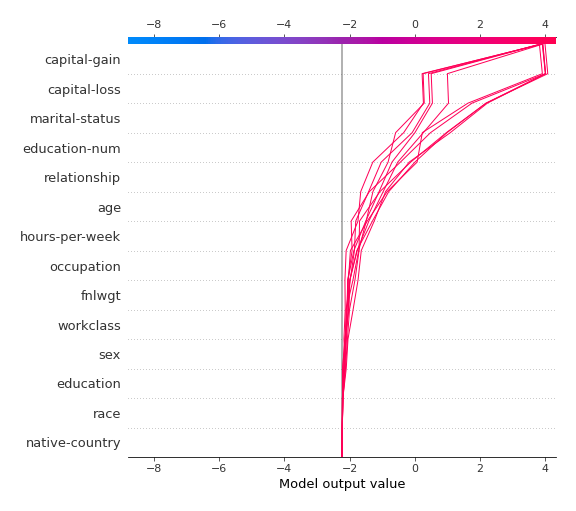 −8 −6 −4 −2 0 2 4
capital-gain
capital-loss
marital-status
education-num
relationship
age
hours-per-week
occupation
fnlwgt
workclass
sex
education
race
native-country
−8 −6 −4 −2 0 2 4
Model output value